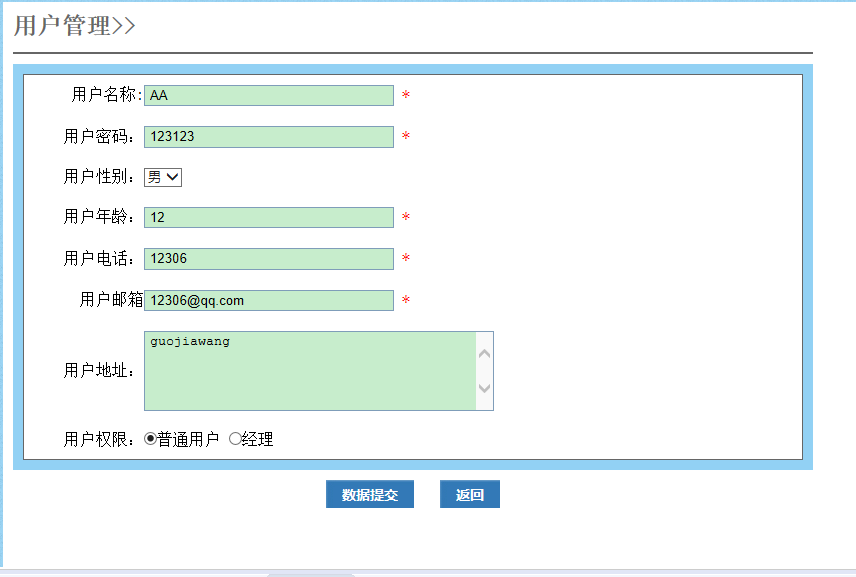 用户管理>>
用户名称: AA *
用户密码： 123123 *
用户性别： 男
用户年龄： 12 *
用户电话： 12306 *
用户邮箱 12306@qq.com *
用户地址： guojiawang
用户权限： 普通用户 经理
数据提交 返回